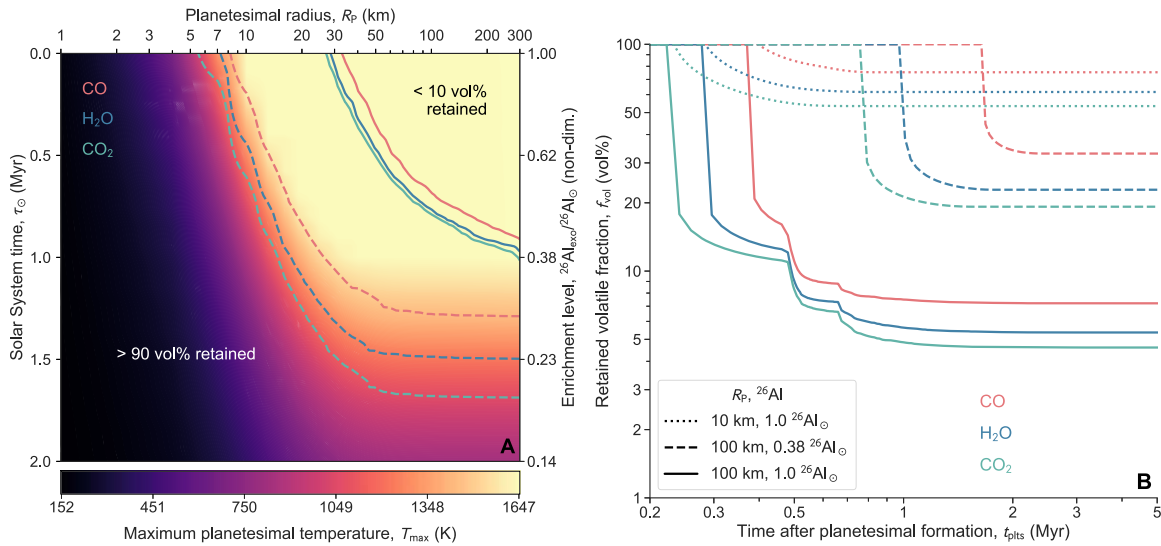 Planetesimal radius, R_P (km)
1 2 3 5 7 10 20 30 50 100 200 300
0.0 0.5 1.0 1.5 2.0
Solar System time, τ_⊙ (Myr)
CO
H₂O
CO₂
< 10 vol%
retained
> 90 vol% retained
A
1.00 0.62 0.38 0.23 0.14
Enrichment level, ²⁶Al_exo/²⁶Al_⊙ (non-dim.)
152 451 750 1049 1348 1647
Maximum planetesimal temperature, T_max (K)
100 50 30 20 10 5 3 2 1
Retained volatile fraction, f_vol (vol%)
R_P, ²⁶Al
10 km, 1.0 ²⁶Al_⊙
100 km, 0.38 ²⁶Al_⊙
100 km, 1.0 ²⁶Al_⊙
CO
H₂O
CO₂
B
0.2 0.3 0.5 1 2 3 5
Time after planetesimal formation, t_plts (Myr)